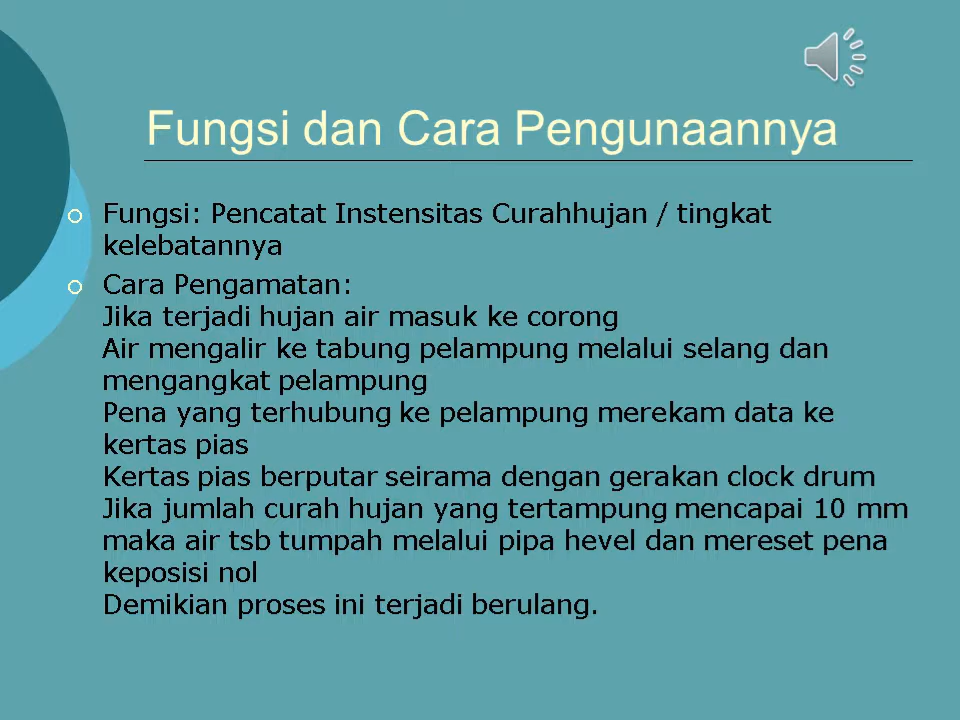 Fungsi dan Cara Pengunaannya
Fungsi: Pencatat Instensitas Curahhujan / tingkat
kelebatannya
Cara Pengamatan:
Jika terjadi hujan air masuk ke corong
Air mengalir ke tabung pelampung melalui selang dan
mengangkat pelampung
Pena yang terhubung ke pelampung merekam data ke
kertas pias
Kertas pias berputar seirama dengan gerakan clock drum
Jika jumlah curah hujan yang tertampung mencapai 10 mm
maka air tsb tumpah melalui pipa hevel dan mereset pena
keposisi nol
Demikian proses ini terjadi berulang.